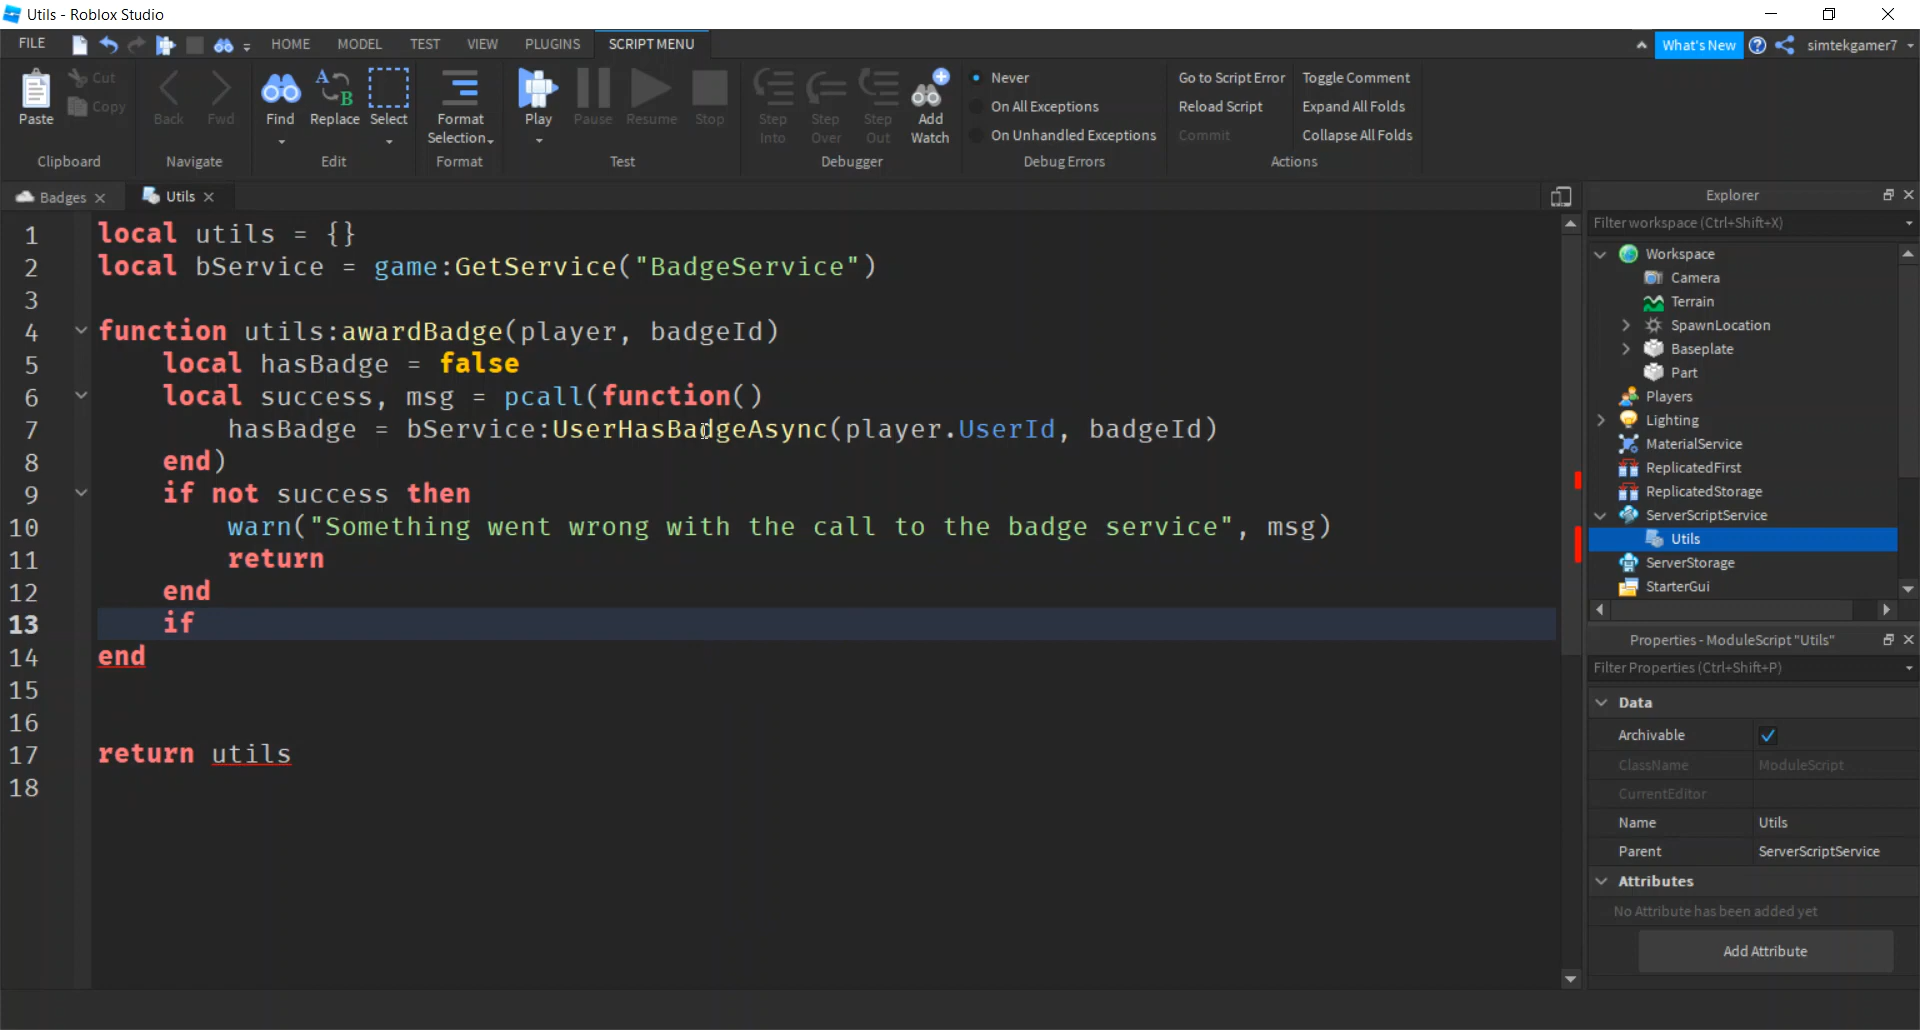 Utils - Roblox Studio
FILE HOME MODEL TEST VIEW PLUGINS SCRIPT MENU What's New simtekgamer7
Paste Cut Copy Back Fwd Find Replace Select Format Selection Play Pause Resume Stop Step Into Step Over Step Out Add Watch
Never Go to Script Error Toggle Comment
On All Exceptions Reload Script Expand All Folds
On Unhandled Exceptions Commit Collapse All Folds
Clipboard Navigate Edit Format Test Debugger Debug Errors Actions
Badges Utils
1 local utils = {}
2 local bService = game:GetService("BadgeService")
3
4 function utils:awardBadge(player, badgeId)
5 local hasBadge = false
6 local success, msg = pcall(function()
7 hasBadge = bService:UserHasBadgeAsync(player.UserId, badgeId)
8 end)
9 if not success then
10 warn("Something went wrong with the call to the badge service", msg)
11 return
12 end
13 if
14 end
15
16
17 return utils
18
Explorer
Filter workspace (Ctrl+Shift+X)
Workspace
Camera
Terrain
SpawnLocation
Baseplate
Part
Players
Lighting
MaterialService
ReplicatedFirst
ReplicatedStorage
ServerScriptService
Utils
ServerStorage
StarterGui
Properties - ModuleScript "Utils"
Filter Properties (Ctrl+Shift+P)
Data
Archivable
ClassName ModuleScript
CurrentEditor
Name Utils
Parent ServerScriptService
Attributes
No Attribute has been added yet
Add Attribute